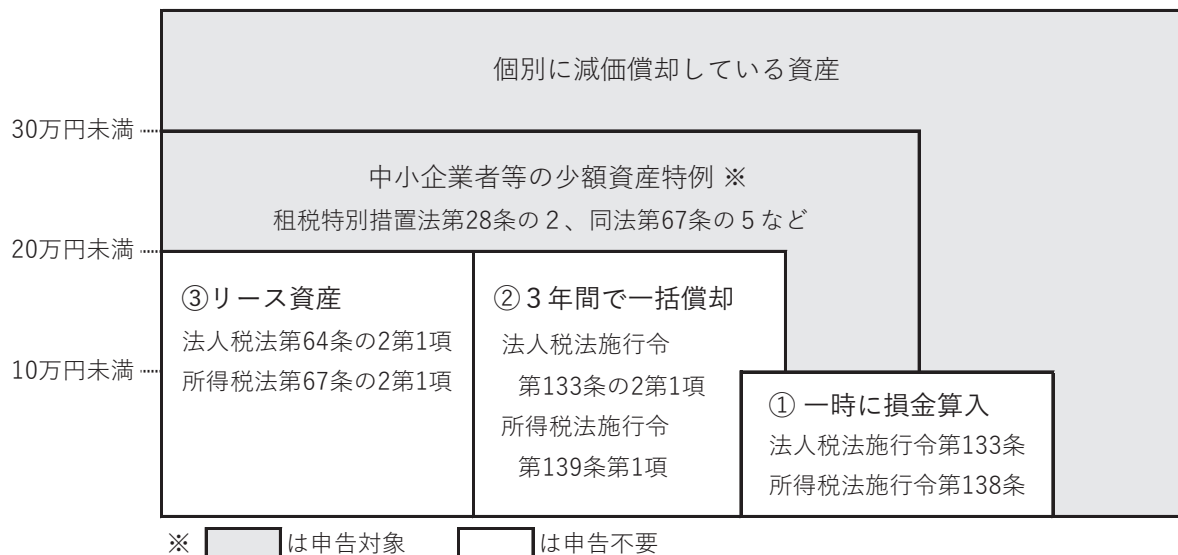 個別に減価償却している資産
30万円未満
中小企業者等の少額資産特例 ※
租税特別措置法第28条の２、同法第67条の５など
20万円未満
③リース資産
法人税法第64条の2第1項
所得税法第67条の2第1項
②３年間で一括償却
法人税法施行令
第133条の2第1項
所得税法施行令
第139条第1項
10万円未満
① 一時に損金算入
法人税法施行令第133条
所得税法施行令第138条
※ は申告対象 は申告不要